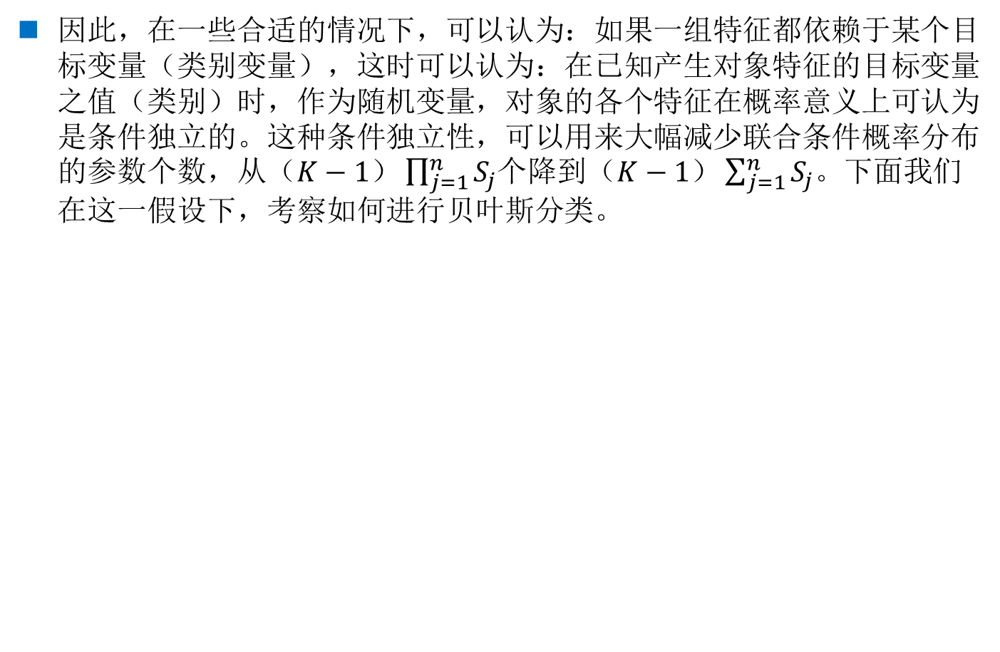 因此，在一些合适的情况下，可以认为：如果一组特征都依赖于某个目
标变量（类别变量），这时可以认为：在已知产生对象特征的目标变量
之值（类别）时，作为随机变量，对象的各个特征在概率意义上可认为
是条件独立的。这种条件独立性，可以用来大幅减少联合条件概率分布
的参数个数，从（𝐾 − 1）∏_{𝑗=1}^{𝑛} 𝑆_𝑗个降到（𝐾 − 1）∑_{𝑗=1}^{𝑛} 𝑆_𝑗。下面我们
在这一假设下，考察如何进行贝叶斯分类。